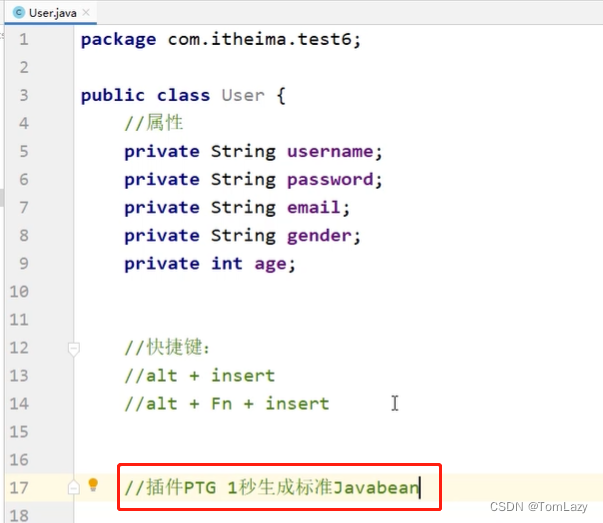 User.java
1 package com.itheima.test6;
2
3 public class User {
4 //属性
5 private String username;
6 private String password;
7 private String email;
8 private String gender;
9 private int age;
10
11
12 //快捷键：
13 //alt + insert
14 //alt + Fn + insert
15
16
17 //插件PTG 1秒生成标准Javabean
18
CSDN @TomLazy